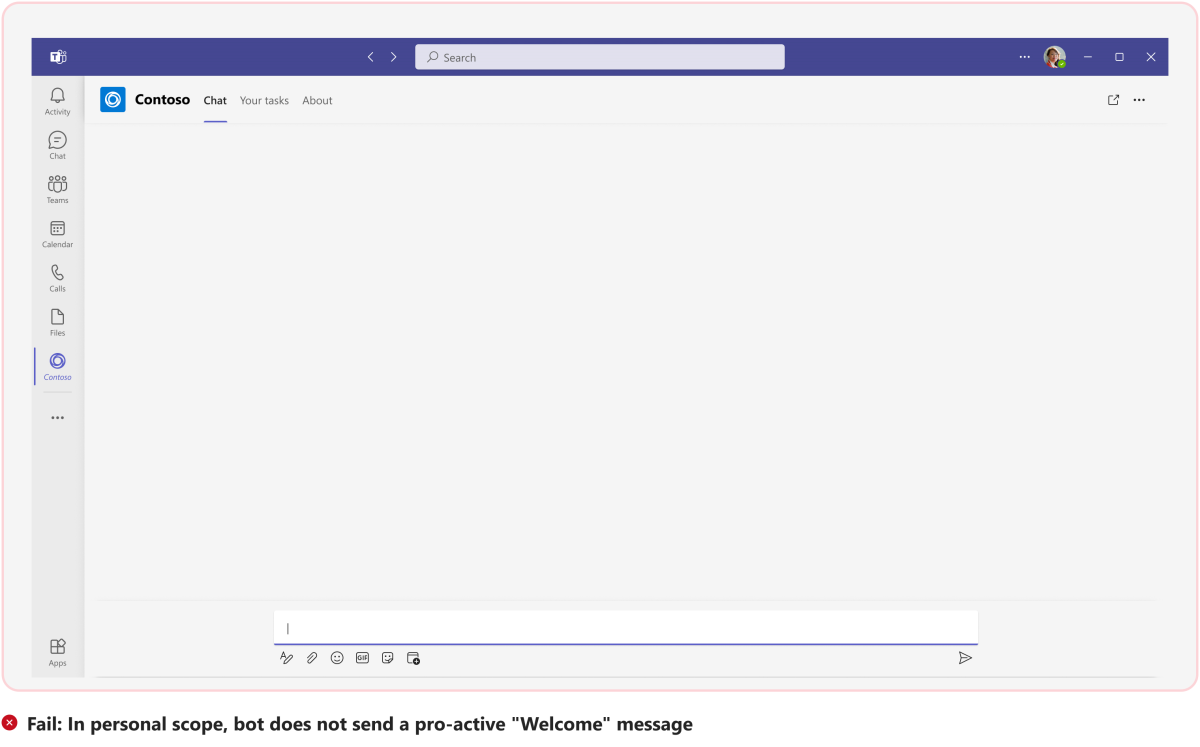 Search
Contoso Chat Your tasks About
Activity
Chat
Teams
Calendar
Calls
Files
Contoso
GIF
Apps
Fail: In personal scope, bot does not send a pro-active "Welcome" message